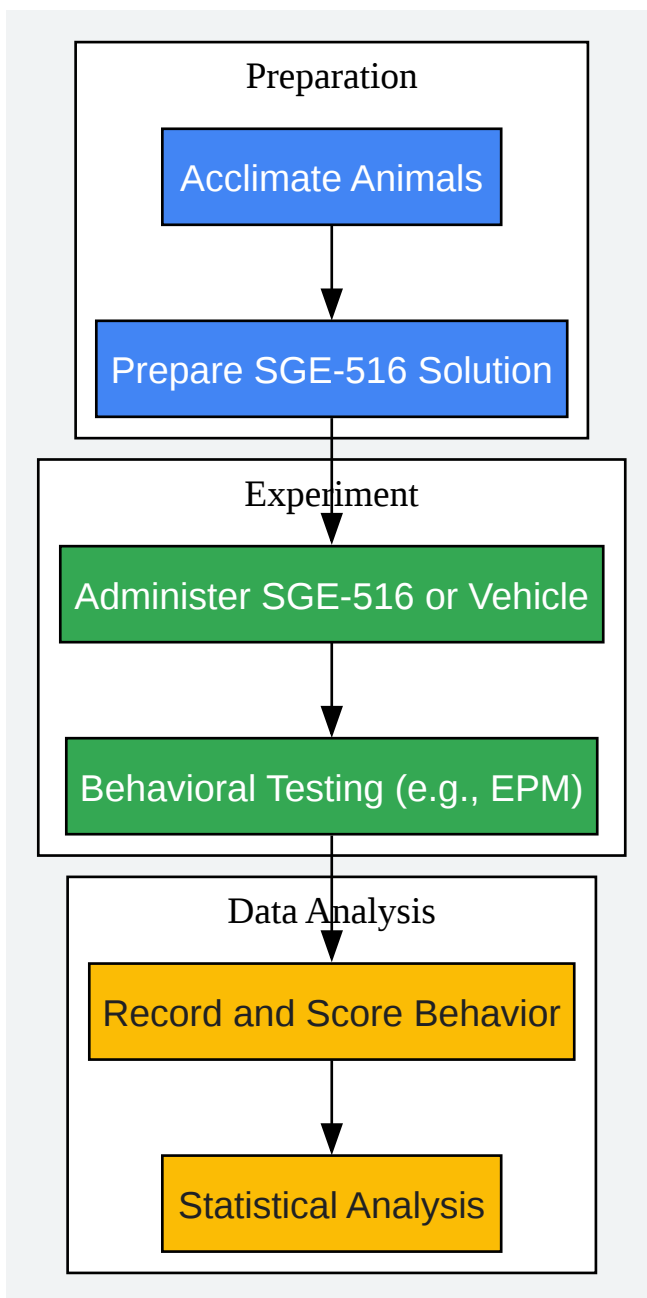 Preparation
Acclimate Animals
Prepare SGE-516 Solution
Experiment
Administer SGE-516 or Vehicle
Behavioral Testing (e.g., EPM)
Data Analysis
Record and Score Behavior
Statistical Analysis